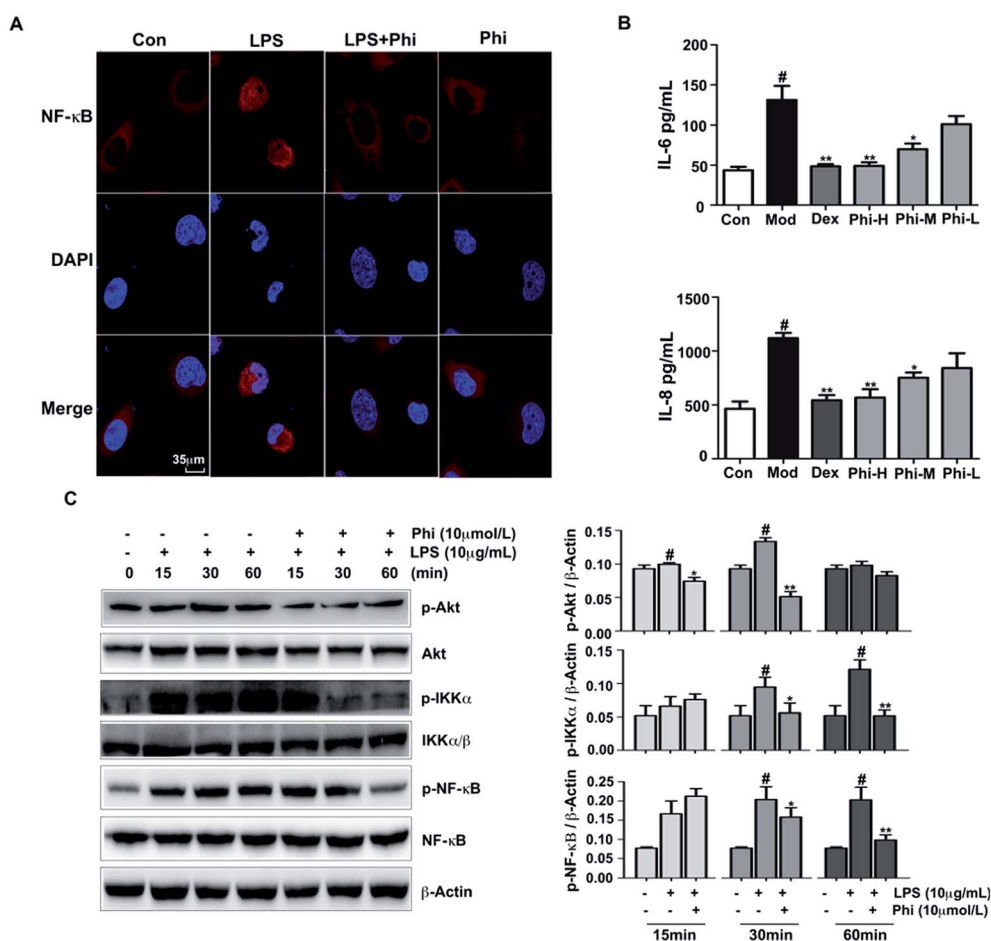 A
Con LPS LPS+Phi Phi
NF-κB
DAPI
Merge
35μm
B
IL-6 pg/mL
200
150
100
50
0
#
**
**
*
Con Mod Dex Phi-H Phi-M Phi-L
IL-8 pg/mL
1500
1000
500
0
#
**
**
*
Con Mod Dex Phi-H Phi-M Phi-L
C
- - - - + + + Phi (10μmol/L)
- + + + + + + LPS (10μg/mL)
0 15 30 60 15 30 60 (min)
p-Akt
Akt
p-IKKα
IKKα/β
p-NF-κB
NF-κB
β-Actin
p-Akt / β-Actin
0.15
0.10
0.05
0.00
# *
# **
p-IKKα / β-Actin
0.15
0.10
0.05
0.00
# *
# **
p-NF-κB / β-Actin
0.25
0.20
0.15
0.10
0.05
0.00
# *
# **
- + + - + + - + + LPS (10μg/mL)
- - + - - + - - + Phi (10μmol/L)
15min 30min 60min